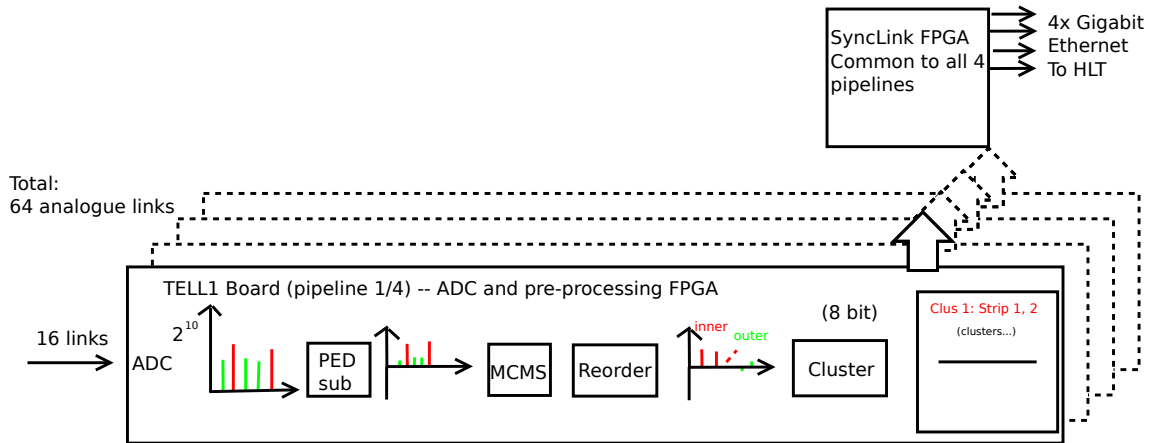 SyncLink FPGA
Common to all 4
pipelines
4x Gigabit
Ethernet
To HLT
Total:
64 analogue links
TELL1 Board (pipeline 1/4) -- ADC and pre-processing FPGA
16 links
ADC
2^10
PED
sub
MCMS
Reorder
inner
outer
(8 bit)
Cluster
Clus 1: Strip 1, 2
(clusters...)